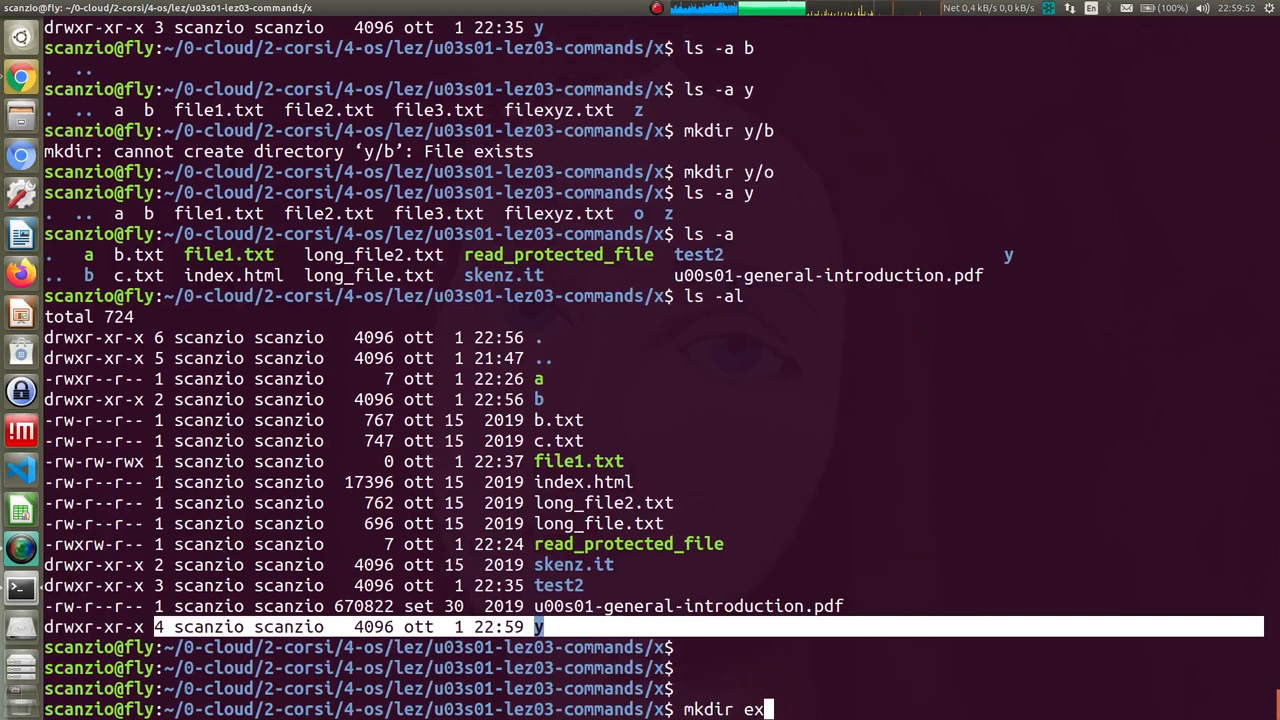 scanzio@fly: ~/0-cloud/2-corsi/4-os/lez/u03s01-lez03-commands/x
Net 0,4 kB/s 0,0 kB/s
En
(100%)
22:59:52
drwxr-xr-x 3 scanzio scanzio   4096 ott  1 22:35 y
scanzio@fly:~/0-cloud/2-corsi/4-os/lez/u03s01-lez03-commands/x$ ls -a b
.  ..
scanzio@fly:~/0-cloud/2-corsi/4-os/lez/u03s01-lez03-commands/x$ ls -a y
.  ..  a  b  file1.txt  file2.txt  file3.txt  filexyz.txt  z
scanzio@fly:~/0-cloud/2-corsi/4-os/lez/u03s01-lez03-commands/x$ mkdir y/b
mkdir: cannot create directory ‘y/b’: File exists
scanzio@fly:~/0-cloud/2-corsi/4-os/lez/u03s01-lez03-commands/x$ mkdir y/o
scanzio@fly:~/0-cloud/2-corsi/4-os/lez/u03s01-lez03-commands/x$ ls -a y
.  ..  a  b  file1.txt  file2.txt  file3.txt  filexyz.txt  o  z
scanzio@fly:~/0-cloud/2-corsi/4-os/lez/u03s01-lez03-commands/x$ ls -a
.   a  b.txt  file1.txt   long_file2.txt  read_protected_file  test2                           y
..  b  c.txt  index.html  long_file.txt   skenz.it             u00s01-general-introduction.pdf
scanzio@fly:~/0-cloud/2-corsi/4-os/lez/u03s01-lez03-commands/x$ ls -al
total 724
drwxr-xr-x 6 scanzio scanzio   4096 ott  1 22:56 .
drwxr-xr-x 5 scanzio scanzio   4096 ott  1 21:47 ..
-rwxr--r-- 1 scanzio scanzio      7 ott  1 22:26 a
drwxr-xr-x 2 scanzio scanzio   4096 ott  1 22:56 b
-rw-r--r-- 1 scanzio scanzio    767 ott 15  2019 b.txt
-rw-r--r-- 1 scanzio scanzio    747 ott 15  2019 c.txt
-rw-rw-rwx 1 scanzio scanzio      0 ott  1 22:37 file1.txt
-rw-r--r-- 1 scanzio scanzio  17396 ott 15  2019 index.html
-rw-r--r-- 1 scanzio scanzio    762 ott 15  2019 long_file2.txt
-rw-r--r-- 1 scanzio scanzio    696 ott 15  2019 long_file.txt
-rwxrw-r-- 1 scanzio scanzio      7 ott  1 22:24 read_protected_file
drwxr-xr-x 2 scanzio scanzio   4096 ott 15  2019 skenz.it
drwxr-xr-x 3 scanzio scanzio   4096 ott  1 22:35 test2
-rw-r--r-- 1 scanzio scanzio 670822 set 30  2019 u00s01-general-introduction.pdf
drwxr-xr-x 4 scanzio scanzio   4096 ott  1 22:59 y
scanzio@fly:~/0-cloud/2-corsi/4-os/lez/u03s01-lez03-commands/x$
scanzio@fly:~/0-cloud/2-corsi/4-os/lez/u03s01-lez03-commands/x$
scanzio@fly:~/0-cloud/2-corsi/4-os/lez/u03s01-lez03-commands/x$
scanzio@fly:~/0-cloud/2-corsi/4-os/lez/u03s01-lez03-commands/x$ mkdir ex